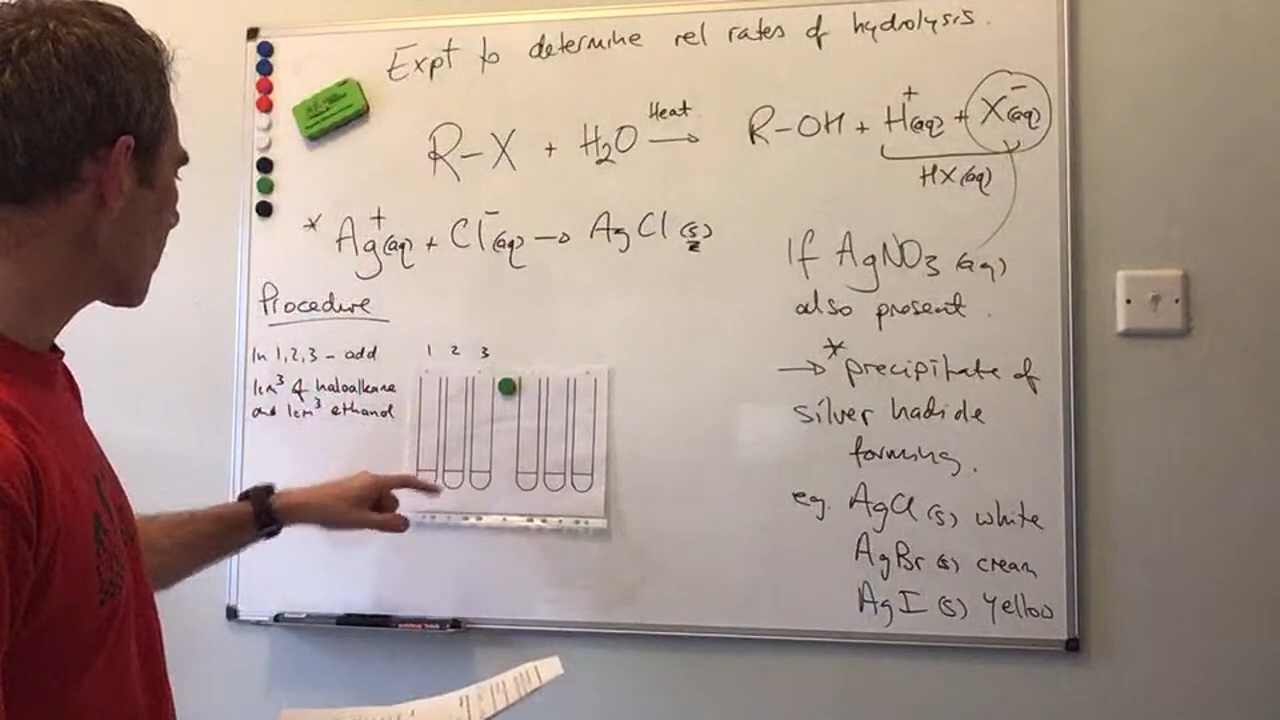 Expt to determine rel rates of hydrolysis.
R-X + H₂O Heat → R-OH + H⁺(aq) + X⁻(aq)
HX(aq)
* Ag⁺(aq) + Cl⁻(aq) → AgCl(s)
If AgNO₃(aq)
also present.
→ * precipitate of
silver halide
forming.
eg. AgCl(s) white
AgBr(s) cream
AgI(s) yellow
Procedure
In 1,2,3 - add
1cm³ of haloalkane
and 1cm³ ethanol
1 2 3